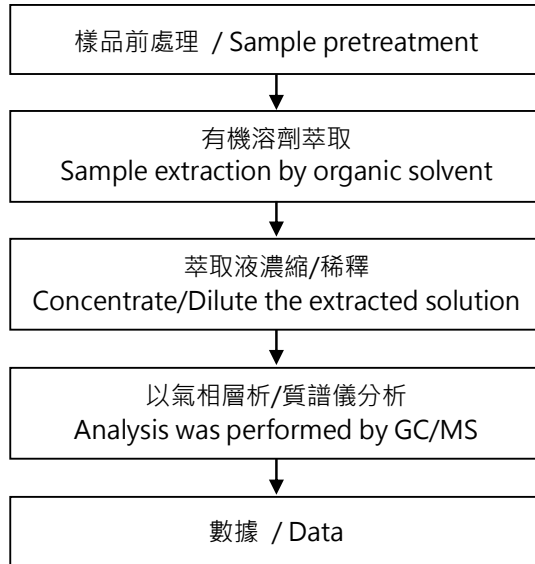 樣品前處理 / Sample pretreatment
有機溶劑萃取
Sample extraction by organic solvent
萃取液濃縮/稀釋
Concentrate/Dilute the extracted solution
以氣相層析/質譜儀分析
Analysis was performed by GC/MS
數據 / Data